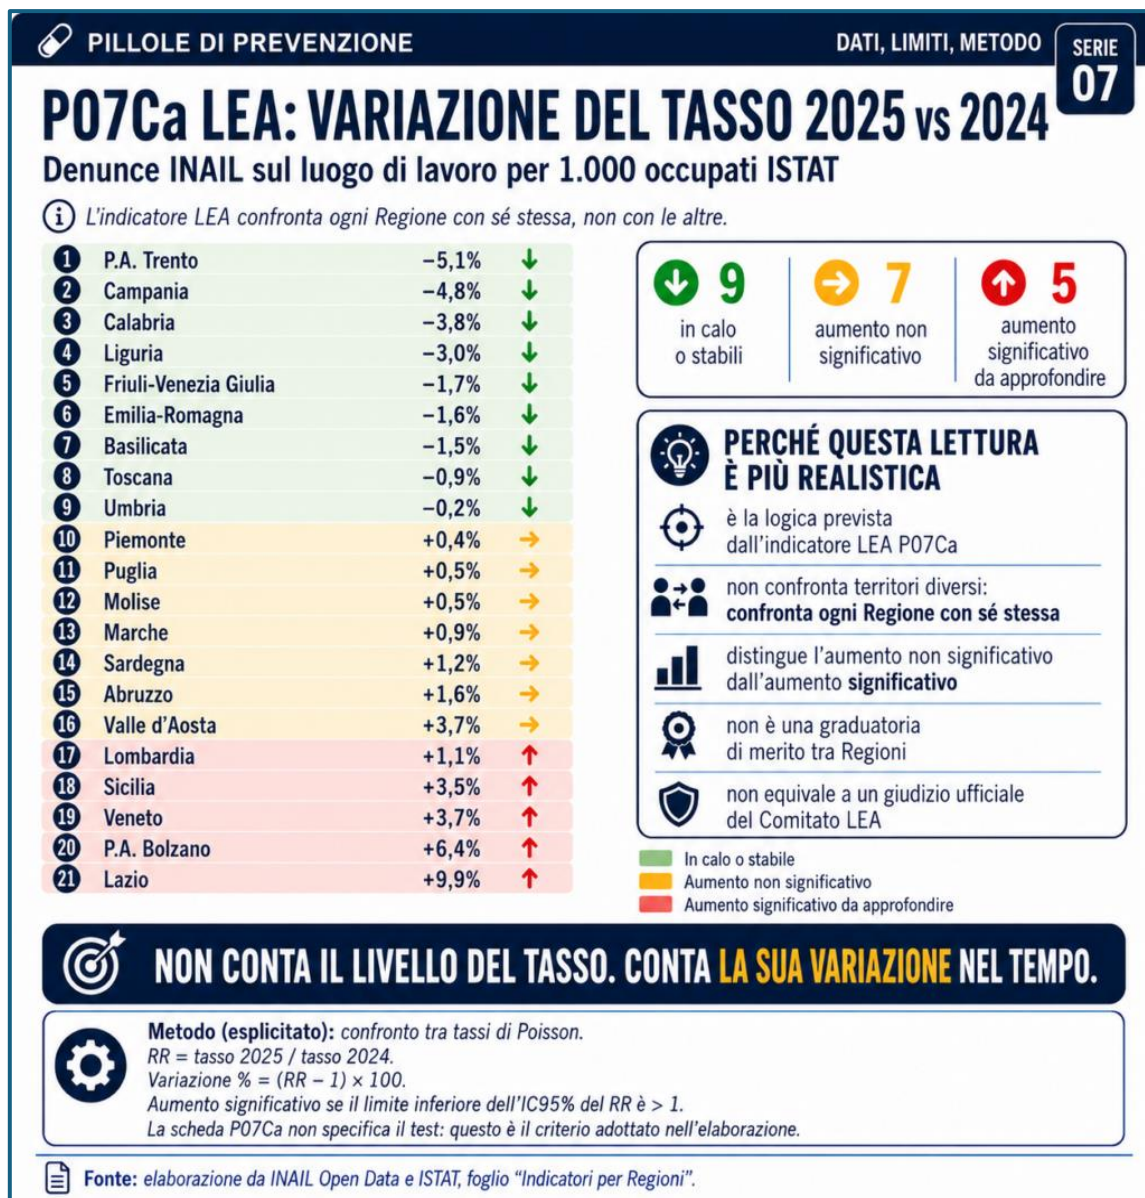 PILLOLE DI PREVENZIONE
DATI, LIMITI, METODO
SERIE
07
P07Ca LEA: VARIAZIONE DEL TASSO 2025 vs 2024
Denunce INAIL sul luogo di lavoro per 1.000 occupati ISTAT
i L'indicatore LEA confronta ogni Regione con sé stessa, non con le altre.
1 P.A. Trento −5,1% ↓
2 Campania −4,8% ↓
3 Calabria −3,8% ↓
4 Liguria −3,0% ↓
5 Friuli-Venezia Giulia −1,7% ↓
6 Emilia-Romagna −1,6% ↓
7 Basilicata −1,5% ↓
8 Toscana −0,9% ↓
9 Umbria −0,2% ↓
10 Piemonte +0,4% →
11 Puglia +0,5% →
12 Molise +0,5% →
13 Marche +0,9% →
14 Sardegna +1,2% →
15 Abruzzo +1,6% →
16 Valle d'Aosta +3,7% →
17 Lombardia +1,1% ↑
18 Sicilia +3,5% ↑
19 Veneto +3,7% ↑
20 P.A. Bolzano +6,4% ↑
21 Lazio +9,9% ↑
↓ 9
in calo
o stabili
→ 7
aumento non
significativo
↑ 5
aumento
significativo
da approfondire
PERCHÉ QUESTA LETTURA
È PIÙ REALISTICA
è la logica prevista
dall'indicatore LEA P07Ca
non confronta territori diversi:
confronta ogni Regione con sé stessa
distingue l'aumento non significativo
dall'aumento significativo
non è una graduatoria
di merito tra Regioni
non equivale a un giudizio ufficiale
del Comitato LEA
In calo o stabile
Aumento non significativo
Aumento significativo da approfondire
NON CONTA IL LIVELLO DEL TASSO. CONTA LA SUA VARIAZIONE NEL TEMPO.
Metodo (esplicitato): confronto tra tassi di Poisson.
RR = tasso 2025 / tasso 2024.
Variazione % = (RR − 1) × 100.
Aumento significativo se il limite inferiore dell'IC95% del RR è > 1.
La scheda P07Ca non specifica il test: questo è il criterio adottato nell'elaborazione.
Fonte: elaborazione da INAIL Open Data e ISTAT, foglio "Indicatori per Regioni".